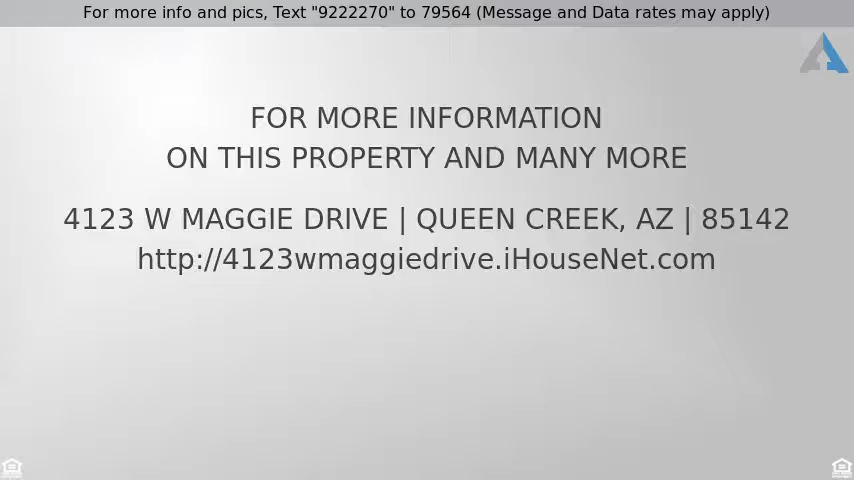 For more info and pics, Text "9222270" to 79564 (Message and Data rates may apply)
FOR MORE INFORMATION
ON THIS PROPERTY AND MANY MORE
4123 W MAGGIE DRIVE | QUEEN CREEK, AZ | 85142
http://4123wmaggiedrive.iHouseNet.com